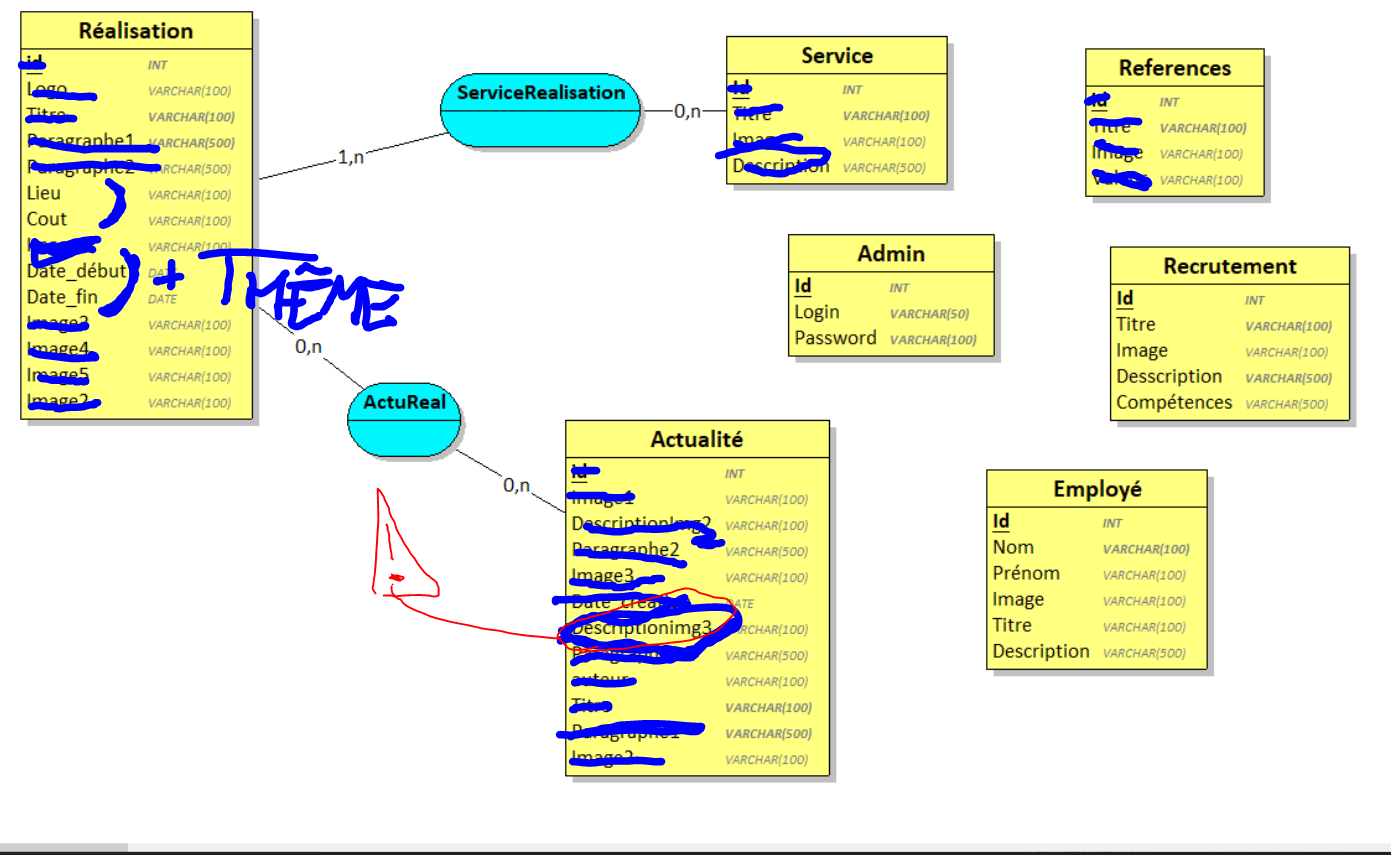 Réalisation
id INT
Logo VARCHAR(100)
Titre VARCHAR(100)
Paragraphe1 VARCHAR(500)
Paragraphe2 VARCHAR(500)
Lieu VARCHAR(100)
Cout VARCHAR(100)
VARCHAR(100)
Date_début DATE
Date_fin DATE
Image3 VARCHAR(100)
Image4 VARCHAR(100)
Image5 VARCHAR(100)
Image2 VARCHAR(100)
+ THÊME
1,n
ServiceRealisation
0,n
Service
Id INT
Titre VARCHAR(100)
Image VARCHAR(100)
Description VARCHAR(500)
References
Id INT
Titre VARCHAR(100)
Image VARCHAR(100)
VARCHAR(100)
Admin
Id INT
Login VARCHAR(50)
Password VARCHAR(100)
Recrutement
Id INT
Titre VARCHAR(100)
Image VARCHAR(100)
Desscription VARCHAR(500)
Compétences VARCHAR(500)
0,n
ActuReal
0,n
Actualité
Id INT
Image1 VARCHAR(100)
DescriptionImg2 VARCHAR(100)
Paragraphe2 VARCHAR(500)
Image3 VARCHAR(100)
DATE
Descriptionimg3 VARCHAR(100)
VARCHAR(500)
auteur VARCHAR(100)
Titre VARCHAR(100)
Paragraphe1 VARCHAR(500)
Image2 VARCHAR(100)
Employé
Id INT
Nom VARCHAR(100)
Prénom VARCHAR(100)
Image VARCHAR(100)
Titre VARCHAR(100)
Description VARCHAR(500)